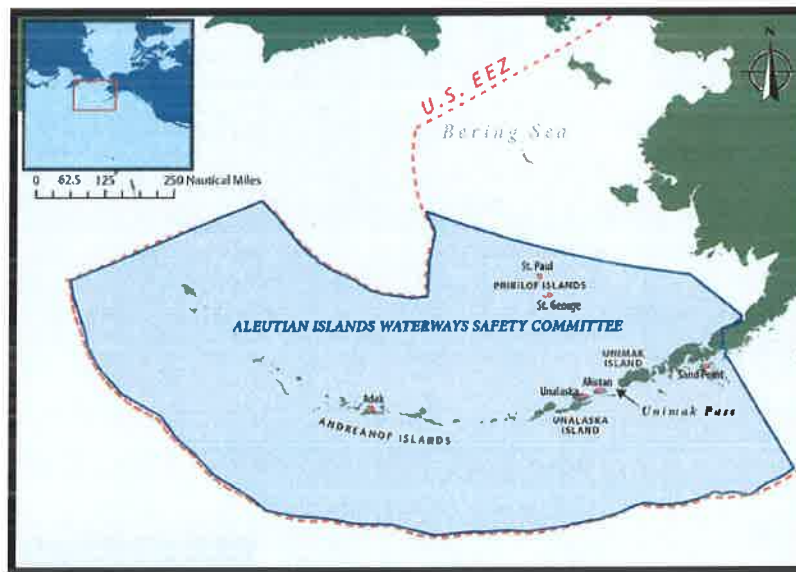 N
U.S. EEZ
Bering Sea
0 62.5 125 250 Nautical Miles
St. Paul
PRIBILOF ISLANDS
St. George
ALEUTIAN ISLANDS WATERWAYS SAFETY COMMITTEE
UNIMAK
ISLAND
Sand Point
Akutan
Unalaska
Unimak Pass
Adak
UNALASKA
ISLAND
ANDREANOF ISLANDS